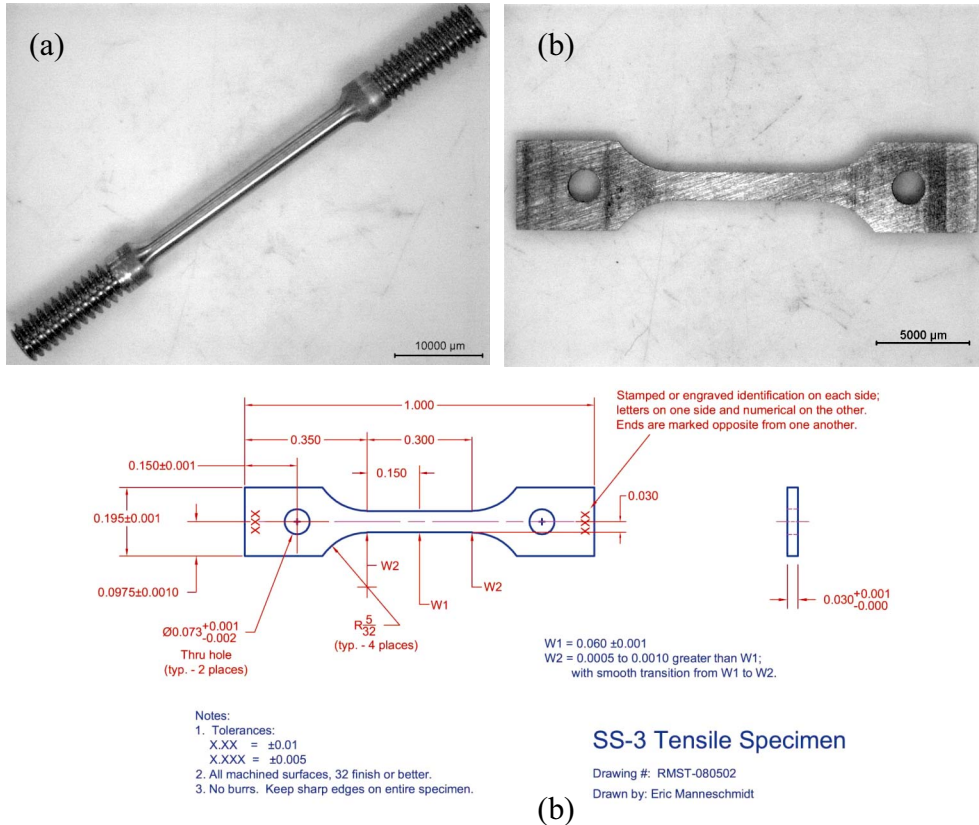 (a)
10000 µm
(b)
5000 µm
Stamped or engraved identification on each side;
letters on one side and numerical on the other.
Ends are marked opposite from one another.
1.000
0.350
0.300
0.150±0.001
0.150
0.030
0.195±0.001
XXX
XXX
W2
W2
0.0975±0.0010
W1
0.030+0.001
-0.000
R5/32
(typ. - 4 places)
Ø0.073+0.001
-0.002
Thru hole
(typ. - 2 places)
W1 = 0.060 ±0.001
W2 = 0.0005 to 0.0010 greater than W1;
with smooth transition from W1 to W2.
Notes:
1. Tolerances:
X.XX = ±0.01
X.XXX = ±0.005
2. All machined surfaces, 32 finish or better.
3. No burrs. Keep sharp edges on entire specimen.
SS-3 Tensile Specimen
Drawing #: RMST-080502
Drawn by: Eric Manneschmidt
(b)